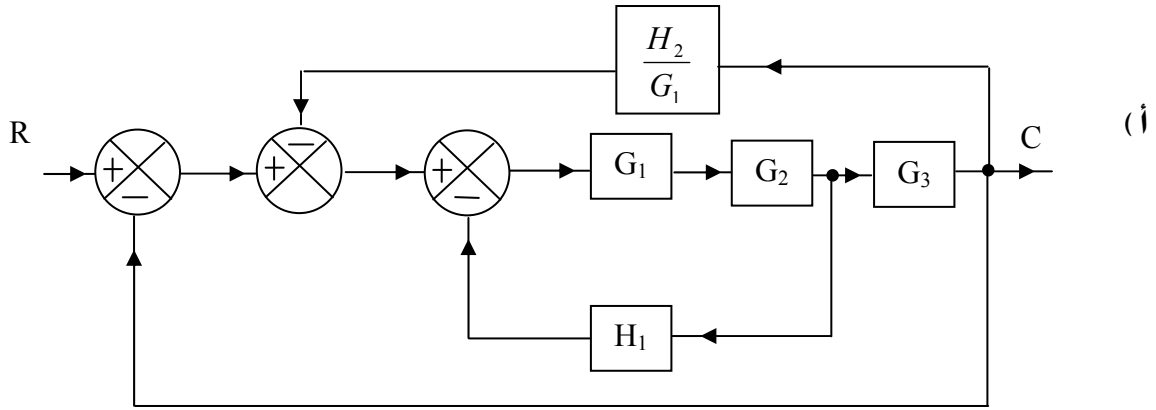 أ )
H₂
G₁
R
+
−
+
−
+
−
G₁
G₂
G₃
C
H₁